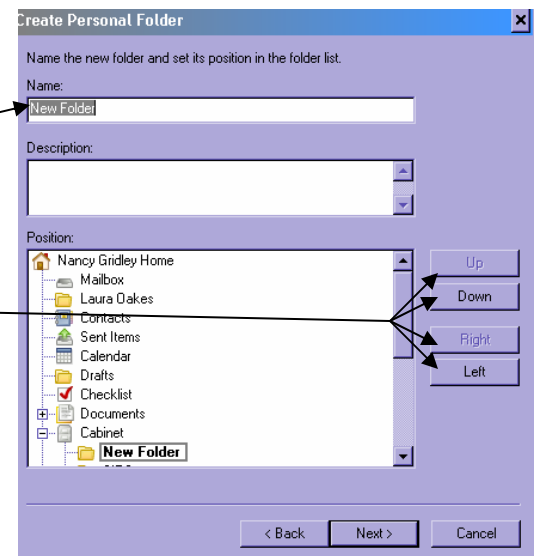 Create Personal Folder
Name the new folder and set its position in the folder list.
Name:
New Folder
Description:
Position:
Nancy Gridley Home
Mailbox
Laura Oakes
Contacts
Sent Items
Calendar
Drafts
Checklist
Documents
Cabinet
New Folder
Up
Down
Right
Left
< Back
Next >
Cancel